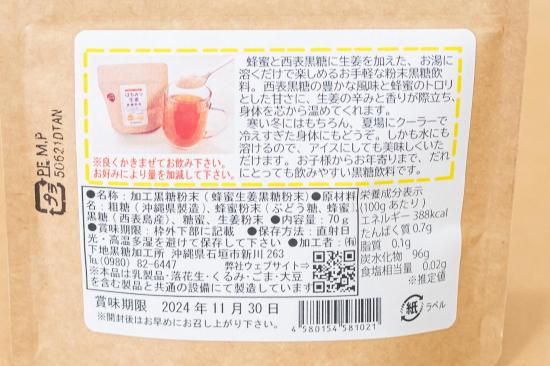 蜂蜜と西表黒糖に生姜を加えた、お湯に
溶くだけで楽しめるお手軽な粉末黒糖飲
料。西表黒糖の豊かな風味と蜂蜜のトロリ
とした甘さに、生姜の辛みと香りが際立ち、
身体を芯から温めてくれます。
寒い冬にはもちろん、夏場にクーラーで
冷えすぎた身体にもどうぞ。しかも水にも
溶けるので、アイスにしても美味しくいた
だけます。お子様からお年寄りまで、だれ
にとっても飲みやすい黒糖飲料です。
はちみつ
生姜
※良くかきまぜてお飲み下さい。
お好みにより量を加減して下さい。
PE,M,P
50621DTAN
●名称：加工黒糖粉末（蜂蜜生姜黒糖粉末）●原材料
名：粗糖（沖縄県製造）、蜂蜜粉末（ぶどう糖、蜂蜜）、
黒糖（西表島産）、糖蜜、生姜粉末 ●内容量：70g
●賞味期限：枠外下部に記載 ●保存方法：直射日
光・高温多湿を避けて保存して下さい ●加工者：㈲
下地黒糖加工所 沖縄県石垣市新川263
℡(0980) 82-6447 弊社ウェブサイト⇒
※本品は乳製品・落花生・くるみ・ごま・大豆
を含む製品と共通の設備にて製造しています
栄養成分表示
(100g あたり)
エネルギー 388kcal
たんぱく質 0.7g
脂質 0.1g
炭水化物 96g
食塩相当量 0.02g
※推定値
賞味期限 2024年11月30日
※開封後はお早めにお召し上がり下さい。
4580154581021
紙 ラベル